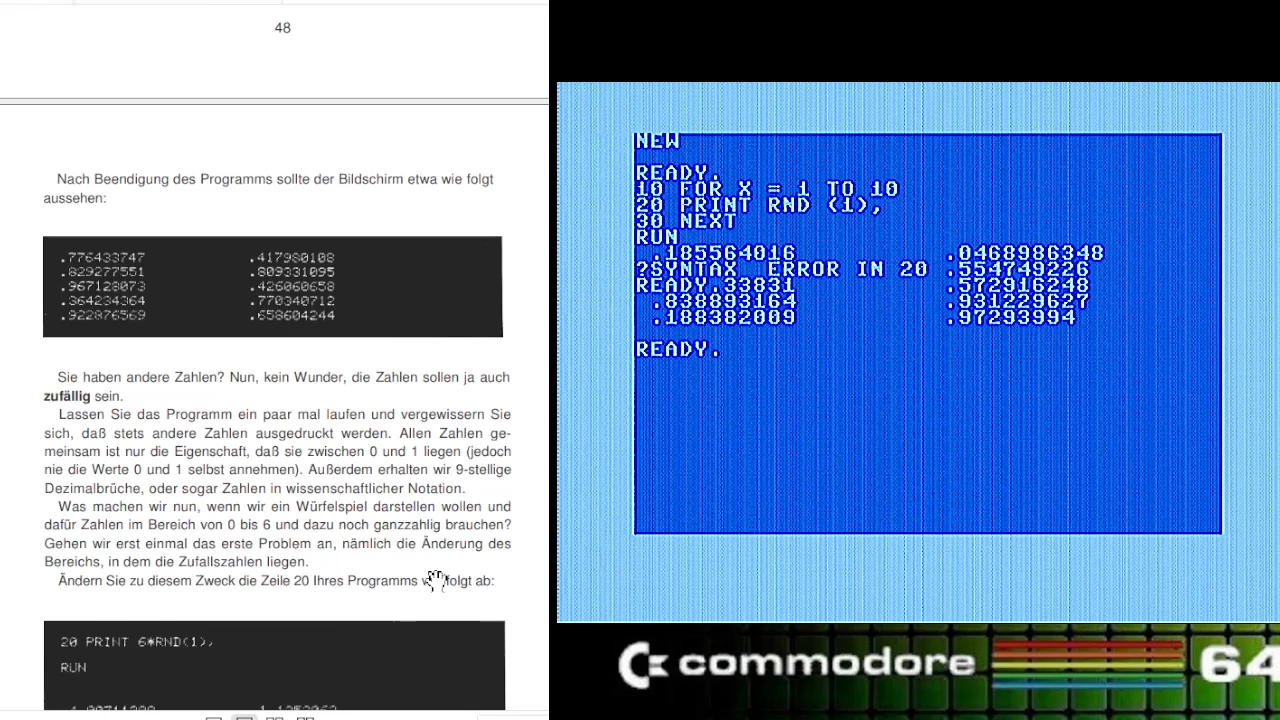 48
Nach Beendigung des Programms sollte der Bildschirm etwa wie folgt
aussehen:
.776433747 .417980108
.829277551 .809331095
.967128073 .426060658
.364234364 .770340712
.922876569 .658604244
Sie haben andere Zahlen? Nun, kein Wunder, die Zahlen sollen ja auch
zufällig sein.
Lassen Sie das Programm ein paar mal laufen und vergewissern Sie
sich, daß stets andere Zahlen ausgedruckt werden. Allen Zahlen ge-
meinsam ist nur die Eigenschaft, daß sie zwischen 0 und 1 liegen (jedoch
nie die Werte 0 und 1 selbst annehmen). Außerdem erhalten wir 9-stellige
Dezimalbrüche, oder sogar Zahlen in wissenschaftlicher Notation.
Was machen wir nun, wenn wir ein Würfelspiel darstellen wollen und
dafür Zahlen im Bereich von 0 bis 6 und dazu noch ganzzahlig brauchen?
Gehen wir erst einmal das erste Problem an, nämlich die Änderung des
Bereichs, in dem die Zufallszahlen liegen.
Ändern Sie zu diesem Zweck die Zeile 20 Ihres Programms folgt ab:
20 PRINT 6*RND(1),
RUN
NEW
READY.
10 FOR X = 1 TO 10
20 PRINT RND (1),
30 NEXT
RUN
.185564016 .0468986348
?SYNTAX ERROR IN 20 .554749226
READY.33831 .572916248
.838893164 .931229627
.188382009 .97293994
READY.
commodore 64